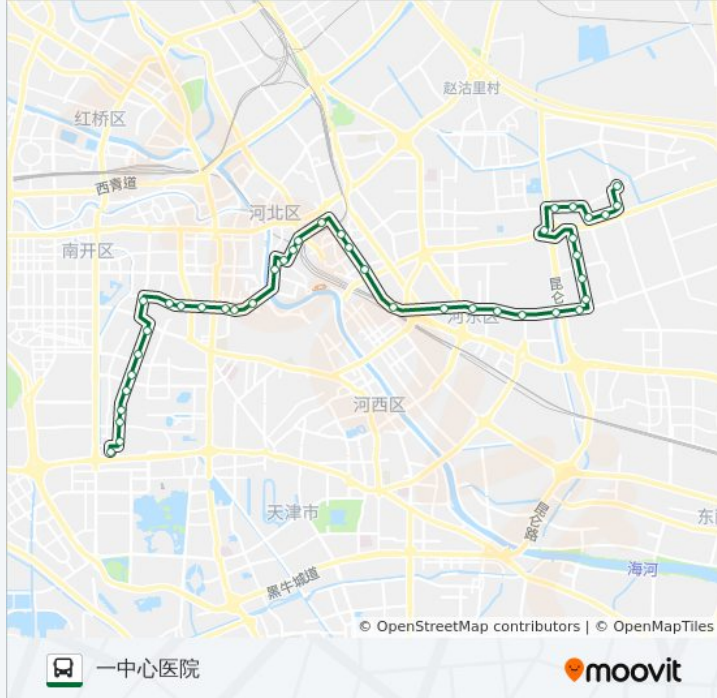 赵沽里村
红桥区
西青道
河北区
南开区
昆仑
河东区
河西区
天津市
昆仑路
东
海河
黑牛城道
© OpenStreetMap contributors | © OpenMapTiles
一中心医院
moovit